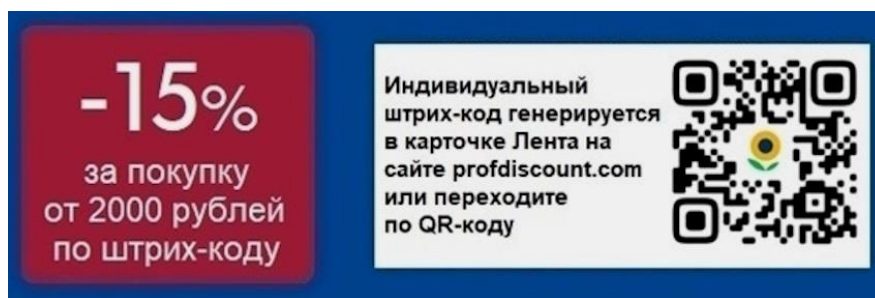 -15%
за покупку
от 2000 рублей
по штрих-коду
Индивидуальный
штрих-код генерируется
в карточке Лента на
сайте profdiscount.com
или переходите
по QR-коду